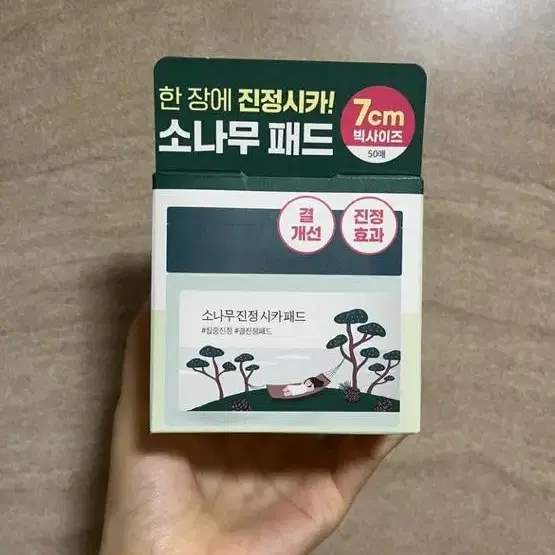 한 장에 진정시카!
소나무 패드
7cm
빅사이즈
50매
결
개선
진정
효과
소나무 진정 시카 패드
#집중진정 #결진정패드